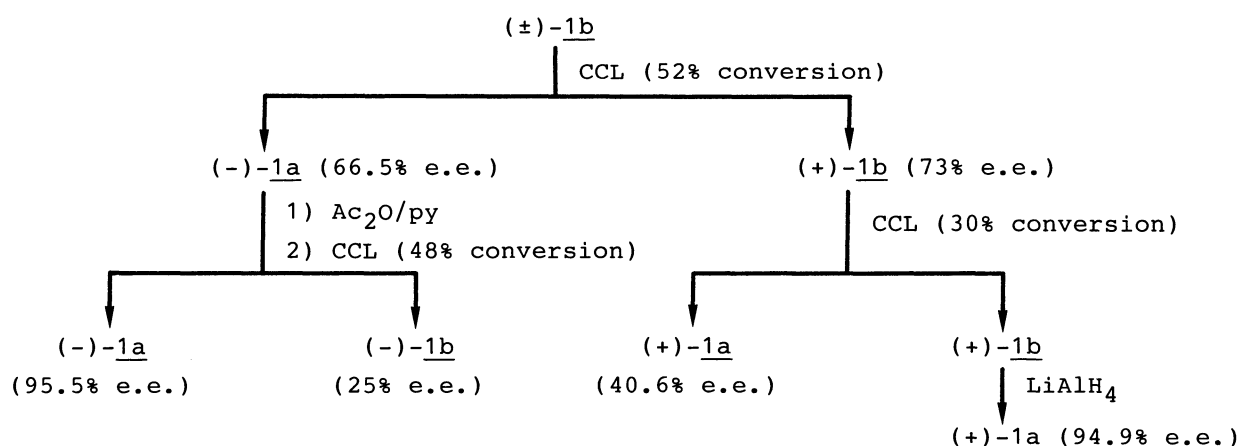 (±)-1b
CCL (52% conversion)
(-)-1a (66.5% e.e.)
(+)-1b (73% e.e.)
1) Ac₂O/py
2) CCL (48% conversion)
CCL (30% conversion)
(-)-1a
(95.5% e.e.)
(-)-1b
(25% e.e.)
(+)-1a
(40.6% e.e.)
(+)-1b
LiAlH₄
(+)-1a (94.9% e.e.)